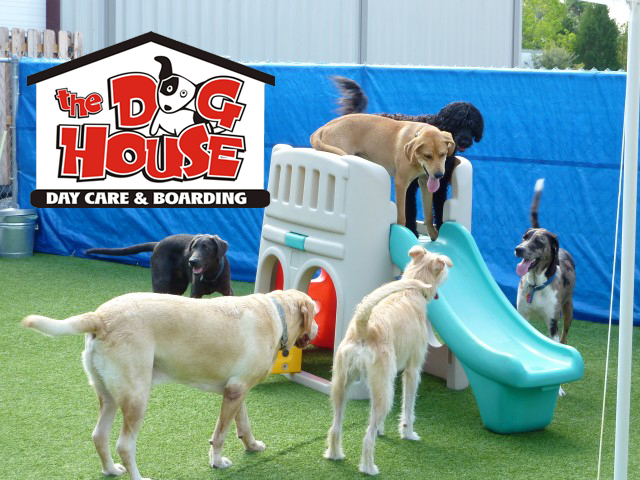 the DOG
HOUSE
DAY CARE & BOARDING